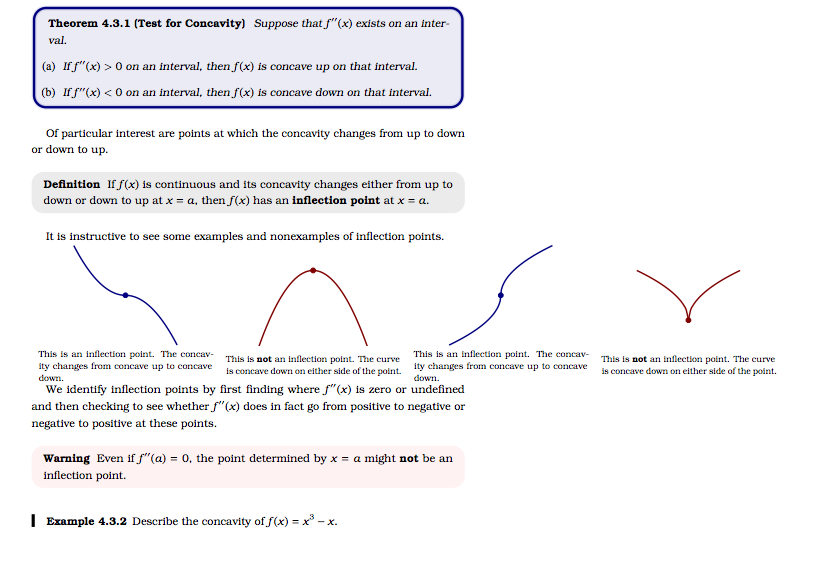 Theorem 4.3.1 (Test for Concavity) Suppose that f′′(x) exists on an inter-
val.
(a) If f′′(x) > 0 on an interval, then f(x) is concave up on that interval.
(b) If f′′(x) < 0 on an interval, then f(x) is concave down on that interval.
Of particular interest are points at which the concavity changes from up to down
or down to up.
Definition If f(x) is continuous and its concavity changes either from up to
down or down to up at x = a, then f(x) has an inflection point at x = a.
It is instructive to see some examples and nonexamples of inflection points.
This is an inflection point. The concav-
ity changes from concave up to concave
down.
This is not an inflection point. The curve
is concave down on either side of the point.
This is an inflection point. The concav-
ity changes from concave up to concave
down.
This is not an inflection point. The curve
is concave down on either side of the point.
We identify inflection points by first finding where f′′(x) is zero or undefined
and then checking to see whether f′′(x) does in fact go from positive to negative or
negative to positive at these points.
Warning Even if f′′(a) = 0, the point determined by x = a might not be an
inflection point.
Example 4.3.2 Describe the concavity of f(x) = x³ − x.